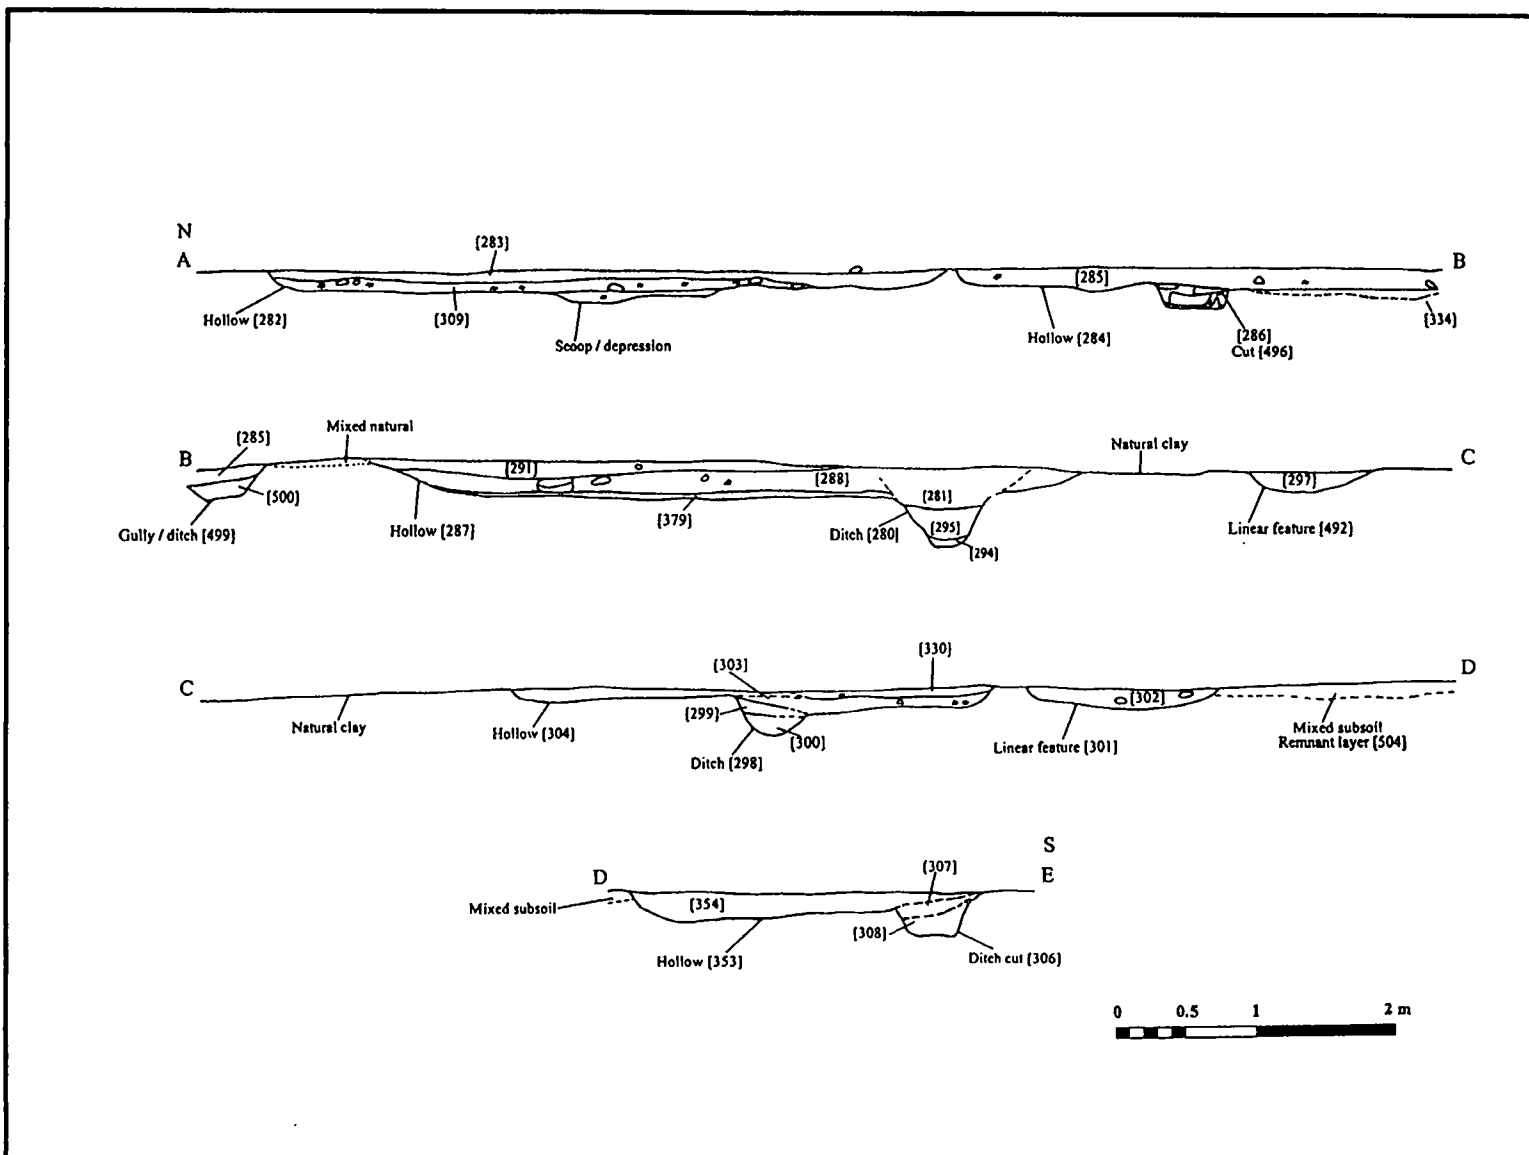 N
A
[283]
[285]
B
Hollow [282]
[309]
Scoop / depression
Hollow [284]
[286]
Cut [496]
[334]
B
[285]
Mixed natural
[291]
[288]
[281]
Natural clay
[297]
C
[500]
Gully / ditch [499]
Hollow [287]
[379]
Ditch [280]
[295]
[294]
Linear feature [492]
C
[303]
[330]
D
Natural clay
Hollow [304]
[299]
[300]
Ditch [298]
[302]
Linear feature [301]
Mixed subsoil
Remnant layer [504]
D
S
E
[307]
Mixed subsoil
[354]
[308]
Hollow [353]
Ditch cut [306]
0 0.5 1 2 m